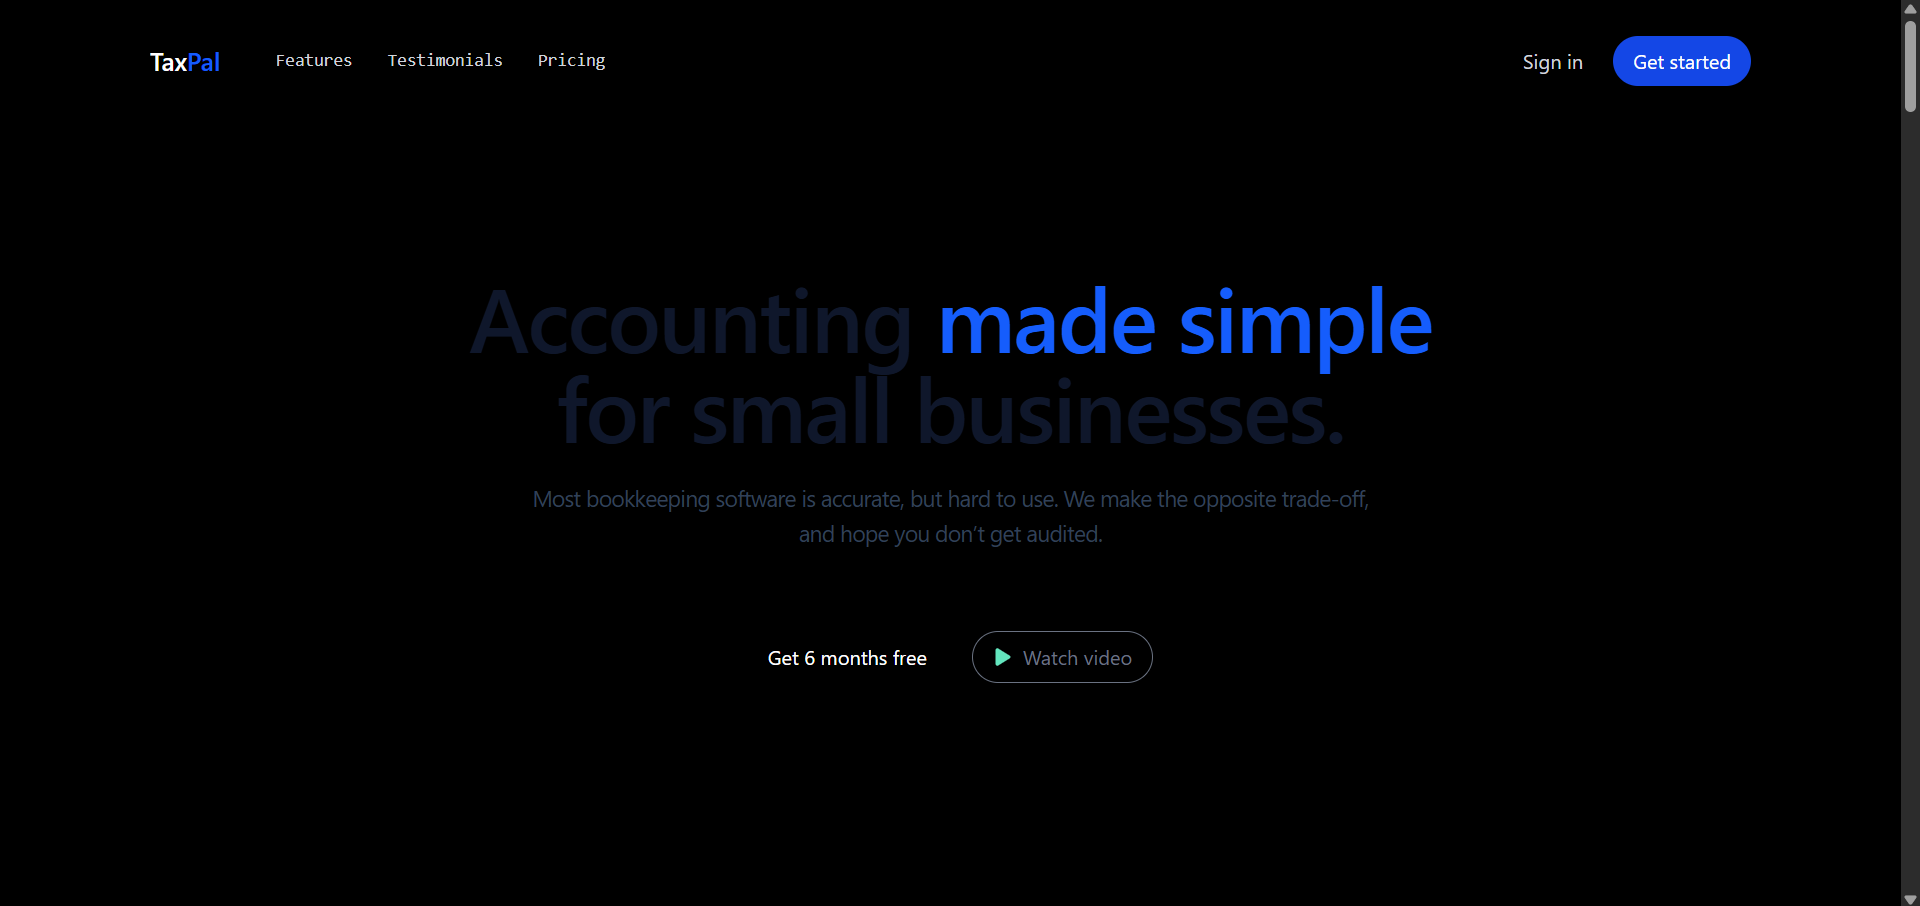 TaxPal
Features
Testimonials
Pricing
Sign in
Get started
Accounting made simple
for small businesses.
Most bookkeeping software is accurate, but hard to use. We make the opposite trade-off,
and hope you don’t get audited.
Get 6 months free
Watch video